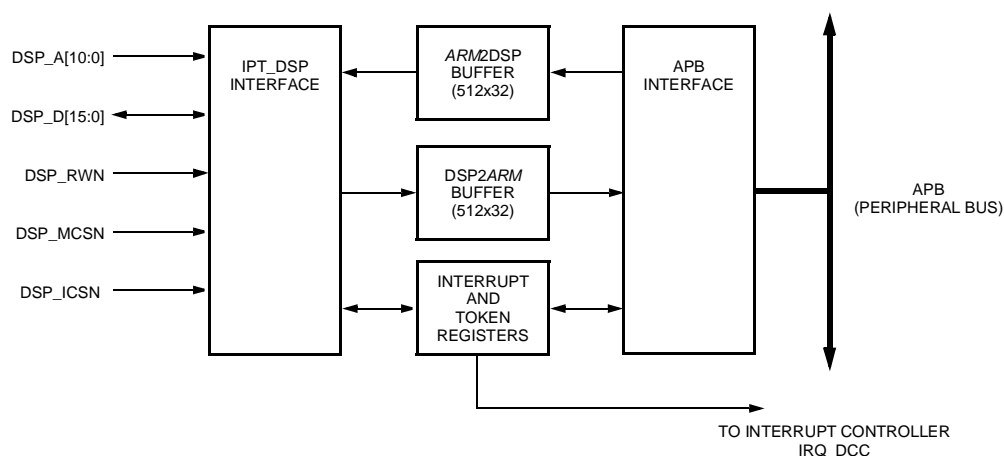 DSP_A[10:0]
DSP_D[15:0]
DSP_RWN
DSP_MCSN
DSP_ICSN
IPT_DSP
INTERFACE
ARM2DSP
BUFFER
(512x32)
DSP2ARM
BUFFER
(512x32)
INTERRUPT
AND
TOKEN
REGISTERS
APB
INTERFACE
APB
(PERIPHERAL BUS)
TO INTERRUPT CONTROLLER
IRQ_DCC